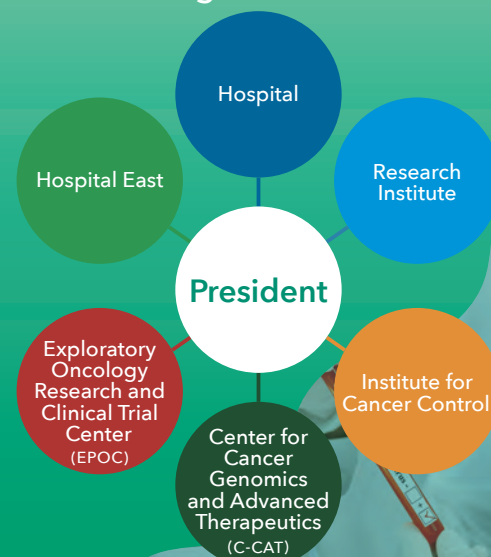 Hospital
Hospital East
Research
Institute
President
Exploratory
Oncology
Research and
Clinical Trial
Center
(EPOC)
Institute for
Cancer Control
Center for
Cancer
Genomics
and Advanced
Therapeutics
(C-CAT)